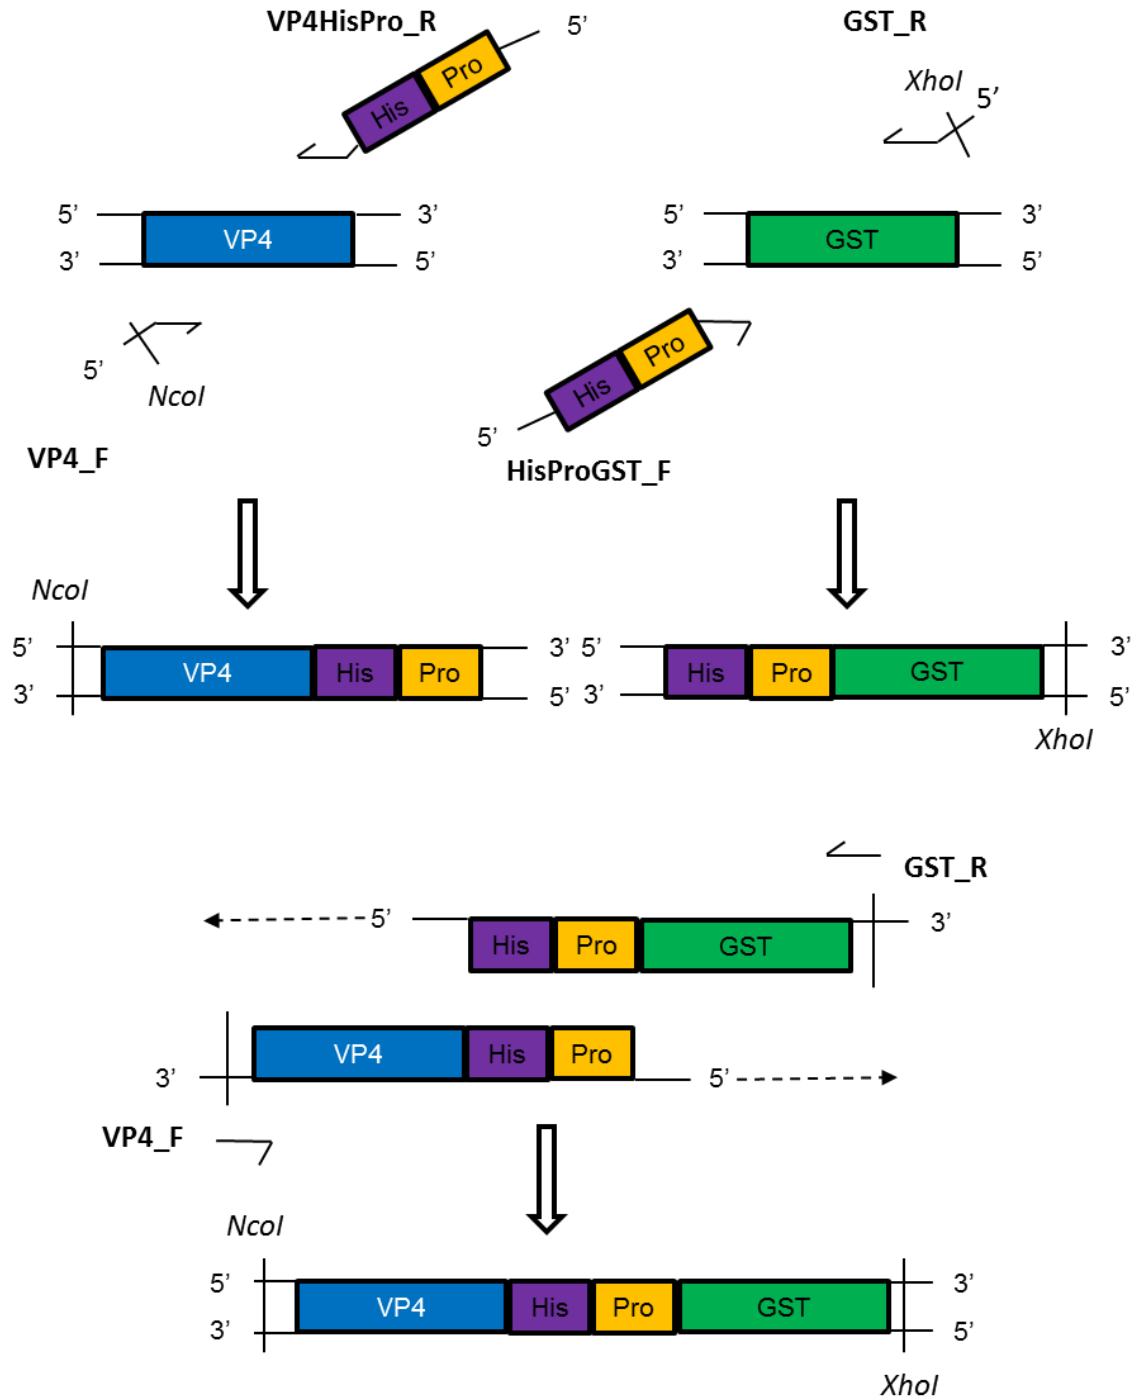 VP4HisPro_R 5' GST_R
XhoI 5'
Pro
His
5' 3' 5' 3'
VP4 GST
3' 5' 3' 5'
Pro
5' His
NcoI 5'
VP4_F HisProGST_F
NcoI
5' 3' 5' 3'
VP4 His Pro His Pro GST
3' 5' 3' 5'
XhoI
GST_R
5' 3'
His Pro GST
VP4 His Pro
3' 5'
VP4_F
NcoI
5' 3'
VP4 His Pro GST
3' 5'
XhoI